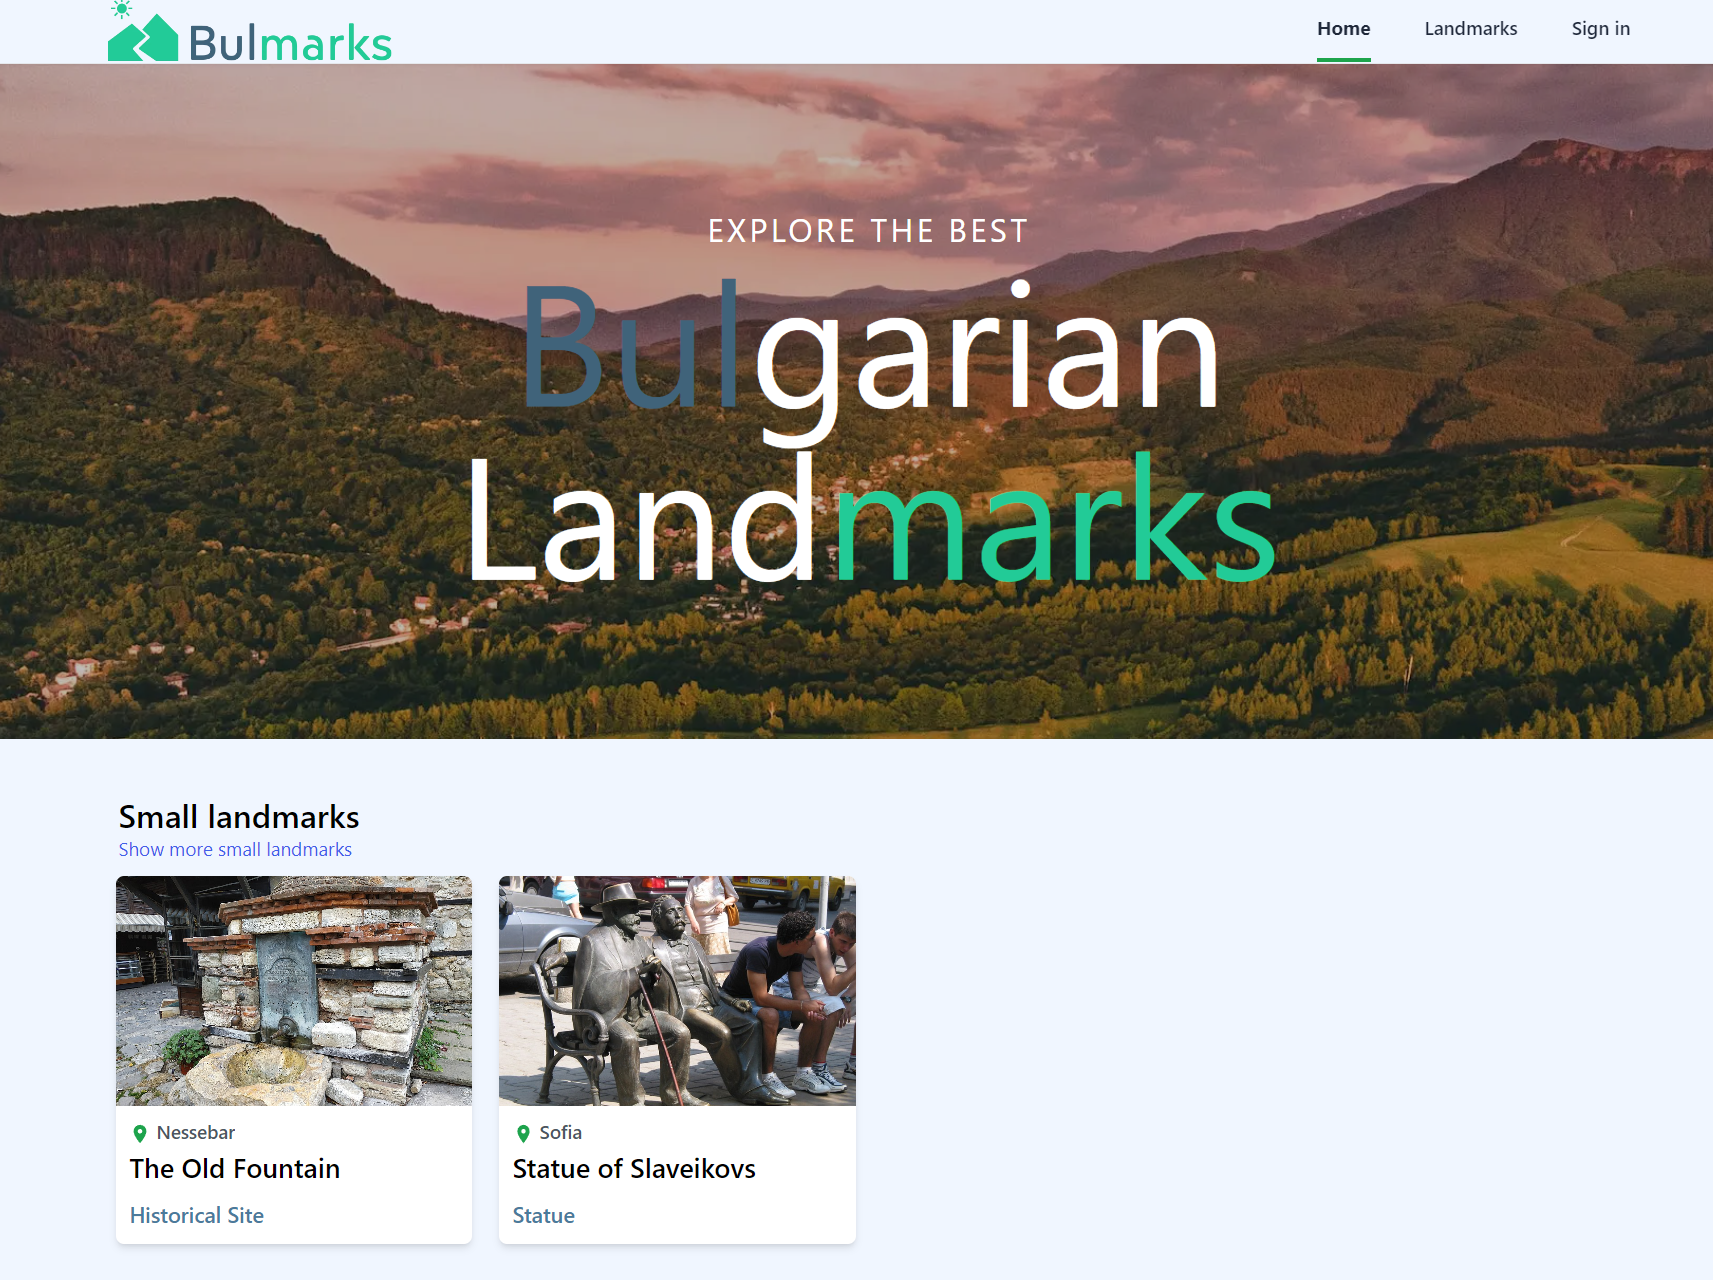 Bulmarks
Home Landmarks Sign in
EXPLORE THE BEST
Bulgarian
Landmarks
Small landmarks
Show more small landmarks
Nessebar
The Old Fountain
Historical Site
Sofia
Statue of Slaveikovs
Statue